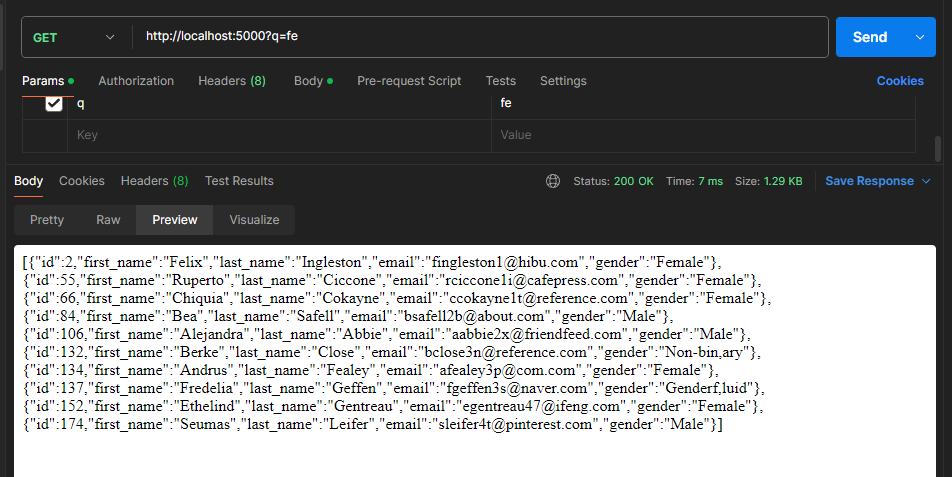 GET http://localhost:5000?q=fe Send
Params Authorization Headers (8) Body Pre-request Script Tests Settings Cookies
q fe
Key Value
Body Cookies Headers (8) Test Results Status: 200 OK Time: 7 ms Size: 1.29 KB Save Response
Pretty Raw Preview Visualize
[{"id":2,"first_name":"Felix","last_name":"Ingleston","email":"fingleston1@hibu.com","gender":"Female"},
{"id":55,"first_name":"Ruperto","last_name":"Ciccone","email":"rciccone1i@cafepress.com","gender":"Female"},
{"id":66,"first_name":"Chiquia","last_name":"Cokayne","email":"ccokayne1t@reference.com","gender":"Female"},
{"id":84,"first_name":"Bea","last_name":"Safell","email":"bsafell2b@about.com","gender":"Male"},
{"id":106,"first_name":"Alejandra","last_name":"Abbie","email":"aabbie2x@friendfeed.com","gender":"Male"},
{"id":132,"first_name":"Berke","last_name":"Close","email":"bclose3n@reference.com","gender":"Non-bin,ary"},
{"id":134,"first_name":"Andrus","last_name":"Fealey","email":"afealey3p@com.com","gender":"Female"},
{"id":137,"first_name":"Fredelia","last_name":"Geffen","email":"fgeffen3s@naver.com","gender":"Genderf,luid"},
{"id":152,"first_name":"Ethelind","last_name":"Gentreau","email":"egentreau47@ifeng.com","gender":"Female"},
{"id":174,"first_name":"Seumas","last_name":"Leifer","email":"sleifer4t@pinterest.com","gender":"Male"}]